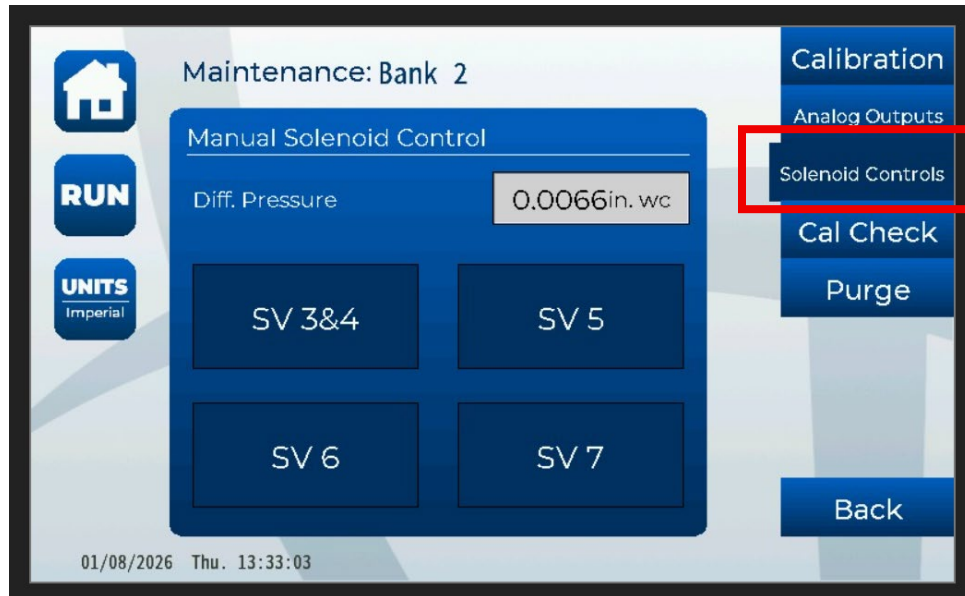 Maintenance: Bank 2
RUN
UNITS
Imperial
Manual Solenoid Control
Diff. Pressure 0.0066in. wc
SV 3&4 SV 5
SV 6 SV 7
Calibration
Analog Outputs
Solenoid Controls
Cal Check
Purge
Back
01/08/2026 Thu. 13:33:03